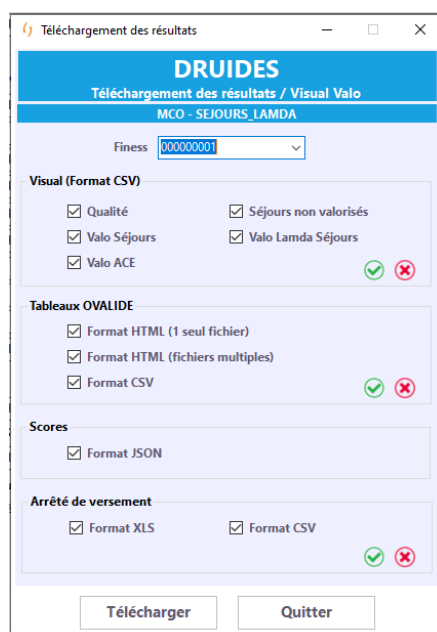 Téléchargement des résultats
DRUIDES
Téléchargement des résultats / Visual Valo
MCO - SEJOURS_LAMDA
Finess 000000001
Visual (Format CSV)
Qualité Séjours non valorisés
Valo Séjours Valo Lamda Séjours
Valo ACE
Tableaux OVALIDE
Format HTML (1 seul fichier)
Format HTML (fichiers multiples)
Format CSV
Scores
Format JSON
Arrêté de versement
Format XLS Format CSV
Télécharger Quitter